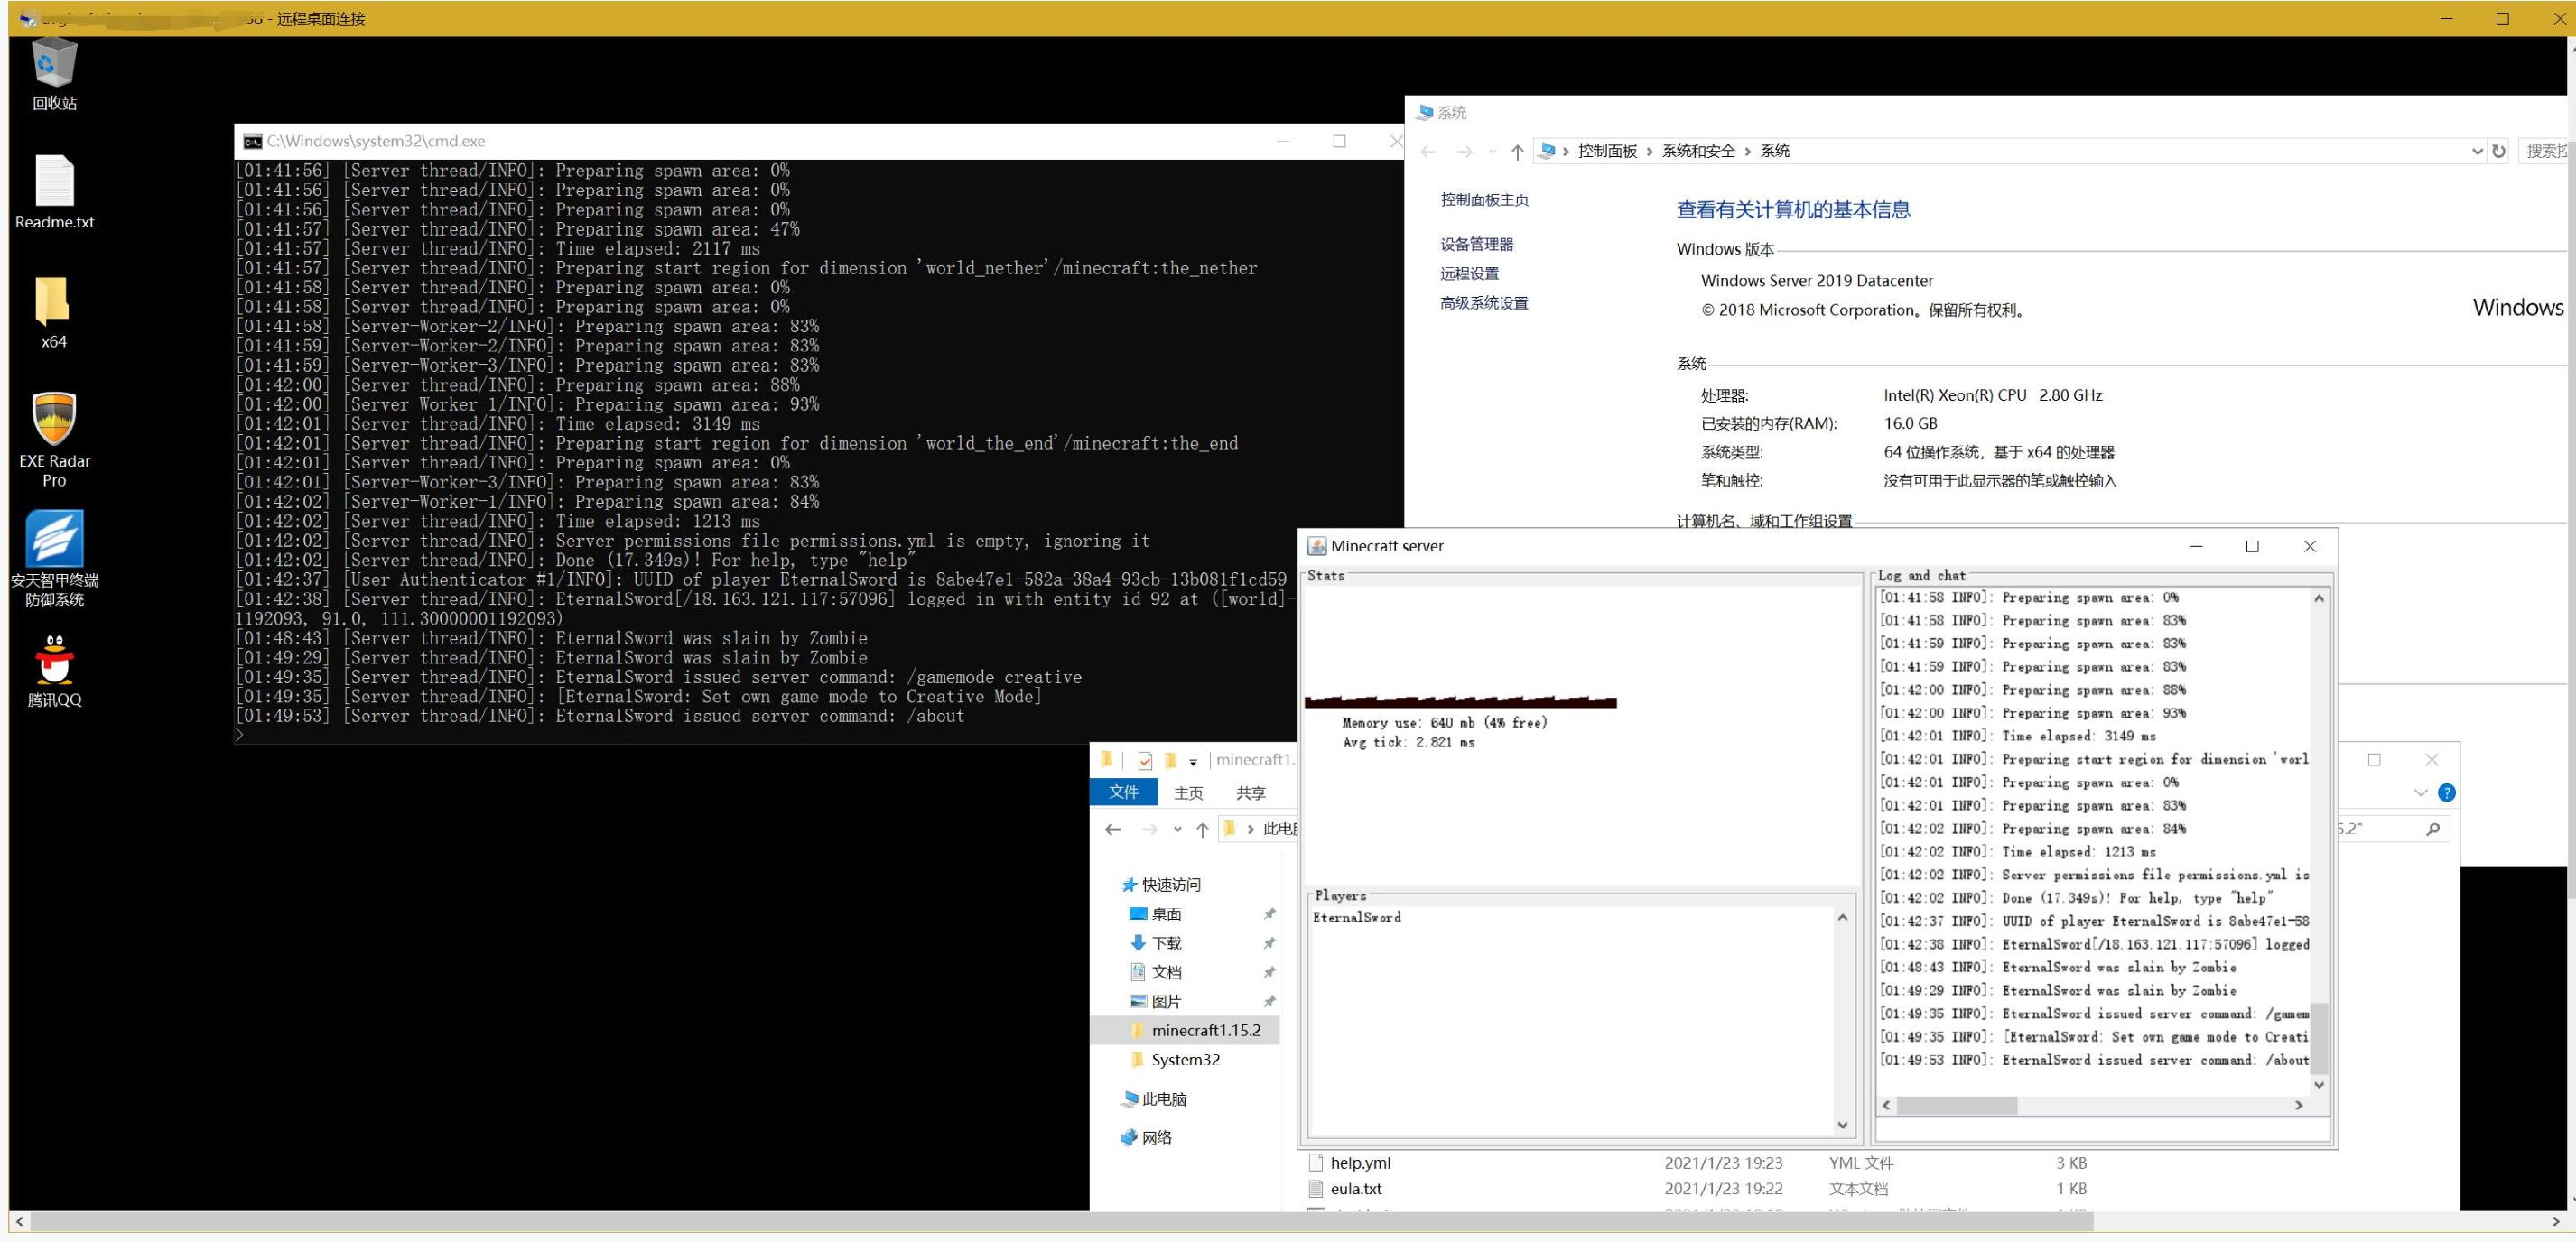 - 远程桌面连接
回收站
Readme.txt
x64
EXE Radar
Pro
安天智甲终端
防御系统
腾讯QQ
C:\Windows\system32\cmd.exe
[01:41:56] [Server thread/INFO]: Preparing spawn area: 0%
[01:41:56] [Server thread/INFO]: Preparing spawn area: 0%
[01:41:56] [Server thread/INFO]: Preparing spawn area: 0%
[01:41:57] [Server thread/INFO]: Preparing spawn area: 47%
[01:41:57] [Server thread/INFO]: Time elapsed: 2117 ms
[01:41:57] [Server thread/INFO]: Preparing start region for dimension 'world_nether'/minecraft:the_nether
[01:41:58] [Server thread/INFO]: Preparing spawn area: 0%
[01:41:58] [Server thread/INFO]: Preparing spawn area: 0%
[01:41:58] [Server-Worker-2/INFO]: Preparing spawn area: 83%
[01:41:59] [Server-Worker-2/INFO]: Preparing spawn area: 83%
[01:41:59] [Server-Worker-3/INFO]: Preparing spawn area: 83%
[01:42:00] [Server thread/INFO]: Preparing spawn area: 88%
[01:42:00] [Server Worker 1/INFO]: Preparing spawn area: 93%
[01:42:01] [Server thread/INFO]: Time elapsed: 3149 ms
[01:42:01] [Server thread/INFO]: Preparing start region for dimension 'world_the_end'/minecraft:the_end
[01:42:01] [Server thread/INFO]: Preparing spawn area: 0%
[01:42:01] [Server-Worker-3/INFO]: Preparing spawn area: 83%
[01:42:02] [Server-Worker-1/INFO]: Preparing spawn area: 84%
[01:42:02] [Server thread/INFO]: Time elapsed: 1213 ms
[01:42:02] [Server thread/INFO]: Server permissions file permissions.yml is empty, ignoring it
[01:42:02] [Server thread/INFO]: Done (17.349s)! For help, type "help"
[01:42:37] [User Authenticator #1/INFO]: UUID of player EternalSword is 8abe47e1-582a-38a4-93cb-13b081f1cd59
[01:42:38] [Server thread/INFO]: EternalSword[/18.163.121.117:57096] logged in with entity id 92 at ([world]-
1192093, 91.0, 111.30000001192093)
[01:48:43] [Server thread/INFO]: EternalSword was slain by Zombie
[01:49:29] [Server thread/INFO]: EternalSword was slain by Zombie
[01:49:35] [Server thread/INFO]: EternalSword issued server command: /gamemode creative
[01:49:35] [Server thread/INFO]: [EternalSword: Set own game mode to Creative Mode]
[01:49:53] [Server thread/INFO]: EternalSword issued server command: /about
>
系统
控制面板 › 系统和安全 › 系统
搜索控
控制面板主页
设备管理器
远程设置
高级系统设置
查看有关计算机的基本信息
Windows 版本
Windows Server 2019 Datacenter
© 2018 Microsoft Corporation。保留所有权利。
Windows
系统
处理器: Intel(R) Xeon(R) CPU 2.80 GHz
已安装的内存(RAM): 16.0 GB
系统类型: 64 位操作系统，基于 x64 的处理器
笔和触控: 没有可用于此显示器的笔或触控输入
计算机名、域和工作组设置
Minecraft server
Stats
Memory use: 640 mb (4% free)
Avg tick: 2.821 ms
Players
EternalSword
Log and chat
[01:41:58 INFO]: Preparing spawn area: 0%
[01:41:58 INFO]: Preparing spawn area: 83%
[01:41:59 INFO]: Preparing spawn area: 83%
[01:41:59 INFO]: Preparing spawn area: 83%
[01:42:00 INFO]: Preparing spawn area: 88%
[01:42:00 INFO]: Preparing spawn area: 93%
[01:42:01 INFO]: Time elapsed: 3149 ms
[01:42:01 INFO]: Preparing start region for dimension 'worl
[01:42:01 INFO]: Preparing spawn area: 0%
[01:42:01 INFO]: Preparing spawn area: 83%
[01:42:02 INFO]: Preparing spawn area: 84%
[01:42:02 INFO]: Time elapsed: 1213 ms
[01:42:02 INFO]: Server permissions file permissions.yml is
[01:42:02 INFO]: Done (17.349s)! For help, type "help"
[01:42:37 INFO]: UUID of player EternalSword is 8abe47e1-58
[01:42:38 INFO]: EternalSword[/18.163.121.117:57096] logged
[01:48:43 INFO]: EternalSword was slain by Zombie
[01:49:29 INFO]: EternalSword was slain by Zombie
[01:49:35 INFO]: EternalSword issued server command: /gamem
[01:49:35 INFO]: [EternalSword: Set own game mode to Creati
[01:49:53 INFO]: EternalSword issued server command: /about
minecraft1.
文件 主页 共享
此电脑
5.2"
快速访问
桌面
下载
文档
图片
minecraft1.15.2
System32
此电脑
网络
help.yml 2021/1/23 19:23 YML 文件 3 KB
eula.txt 2021/1/23 19:22 文本文档 1 KB